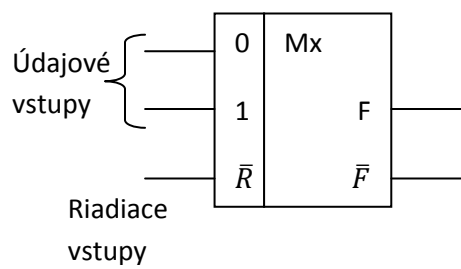 Údajové
vstupy
0 Mx
1 F
R̅ F̅
Riadiace
vstupy